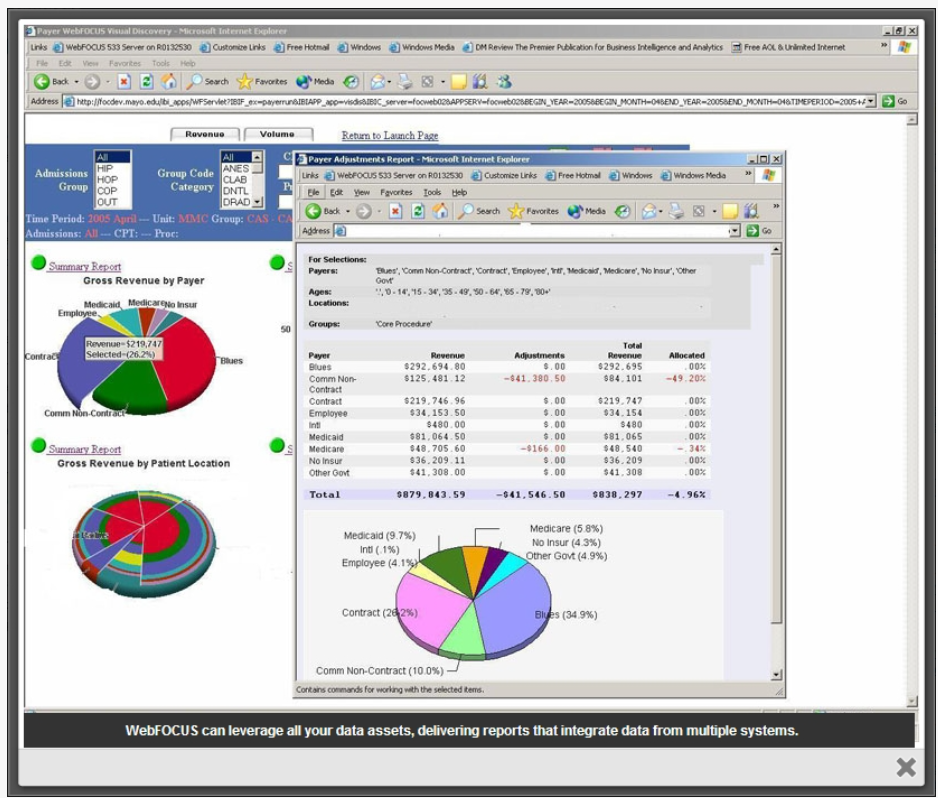 Payer WebFOCUS Visual Discovery - Microsoft Internet Explorer
Links WebFOCUS 533 Server on R0132530 Customize Links Free Hotmail Windows Windows Media DM Review The Premier Publication for Business Intelligence and Analytics Free AOL & Unlimited Internet »
File Edit View Favorites Tools Help
Back Search Favorites Media
Address http://focdev.mayo.edu/ibi_apps/WFServlet?IBIF_ex=payerrun&IBIAPP_app=visdis&IBIC_server=focweb02&APPSERV=focweb02&BEGIN_YEAR=2005&BEGIN_MONTH=04&END_YEAR=2005&END_MONTH=04&TIMEPERIOD=2005+ Go
Revenue Volume Return to Launch Page
Admissions Group
All
HIP
HOP
COP
OUT
Group Code Category
All
ANES
CLAB
DNTL
DRAD
Time Period: 2005 April --- Unit: MMC Group: CAS - CA
Admissions: All --- CPT: --- Proc:
Summary Report
Gross Revenue by Payer
Medicaid Medicare No Insur
Employee
Revenue=$219,747
Selected=(26.2%)
Contract
Blues
Comm Non-Contract
50
Summary Report
Gross Revenue by Patient Location
Payer Adjustments Report - Microsoft Internet Explorer
Links WebFOCUS 533 Server on R0132530 Customize Links Free Hotmail Windows Windows Media »
File Edit View Favorites Tools Help
Back Search Favorites Media »
Address Go
For Selections:
Payers: 'Blues', 'Comm Non-Contract', 'Contract', 'Employee', 'Intl', 'Medicaid', 'Medicare', 'No Insur', 'Other
Govt'
Ages: '.', '0 - 14', '15 - 34', '35 - 49', '50 - 64', '65 - 79', '80+'
Locations:
Groups: 'Core Procedure'
Total
Payer Revenue Adjustments Revenue Allocated
Blues $292,694.80 $.00 $292,695 .00%
Comm Non- $125,481.12 -$41,380.50 $84,101 -49.20%
Contract
Contract $219,746.96 $.00 $219,747 .00%
Employee $34,153.50 $.00 $34,154 .00%
Intl $480.00 $.00 $480 .00%
Medicaid $81,064.50 $.00 $81,065 .00%
Medicare $48,705.60 -$166.00 $48,540 -.34%
No Insur $36,209.11 $.00 $36,209 .00%
Other Govt $41,308.00 $.00 $41,308 .00%
Total $879,843.59 -$41,546.50 $838,297 -4.96%
Medicaid (9.7%) Medicare (5.8%)
Intl (.1%) No Insur (4.3%)
Employee (4.1%) Other Govt (4.9%)
Contract (26.2%) Blues (34.9%)
Comm Non-Contract (10.0%)
Contains commands for working with the selected items.
WebFOCUS can leverage all your data assets, delivering reports that integrate data from multiple systems.